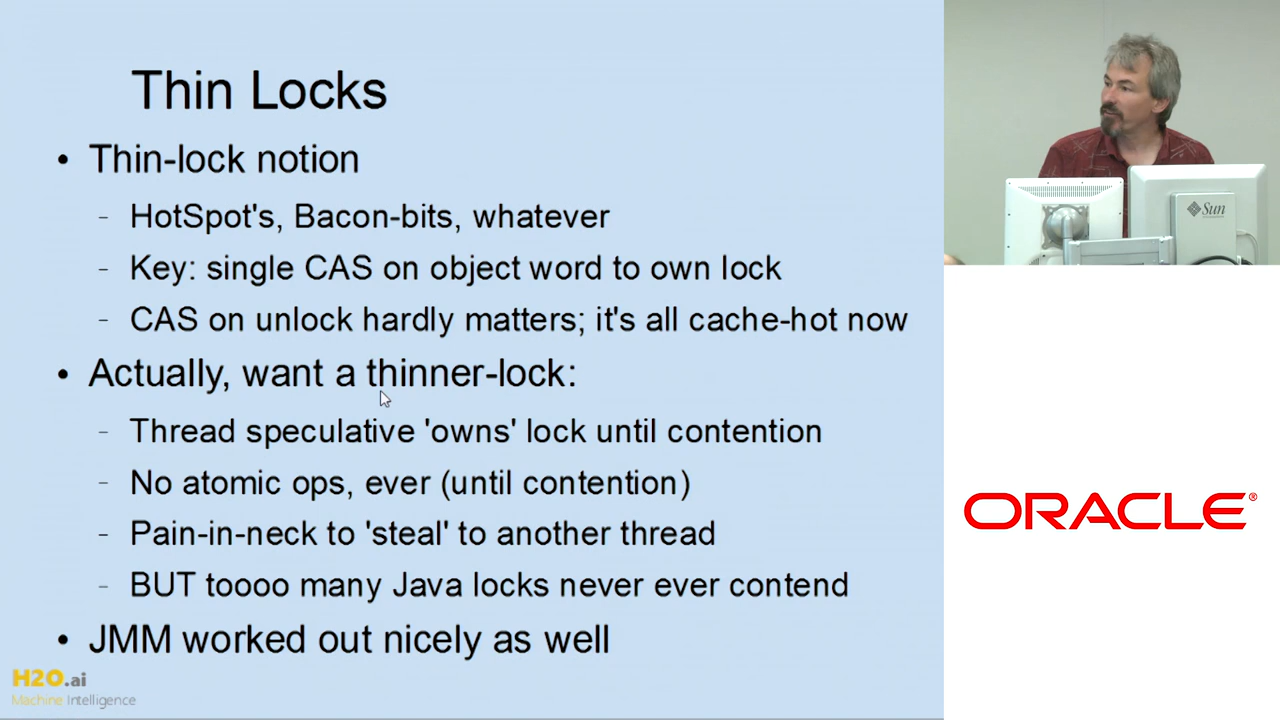 Thin Locks
• Thin-lock notion
- HotSpot's, Bacon-bits, whatever
- Key: single CAS on object word to own lock
- CAS on unlock hardly matters; it's all cache-hot now
• Actually, want a thinner-lock:
- Thread speculative 'owns' lock until contention
- No atomic ops, ever (until contention)
- Pain-in-neck to 'steal' to another thread
- BUT toooo many Java locks never ever contend
• JMM worked out nicely as well
H2O.ai
Machine Intelligence
Sun
ORACLE®